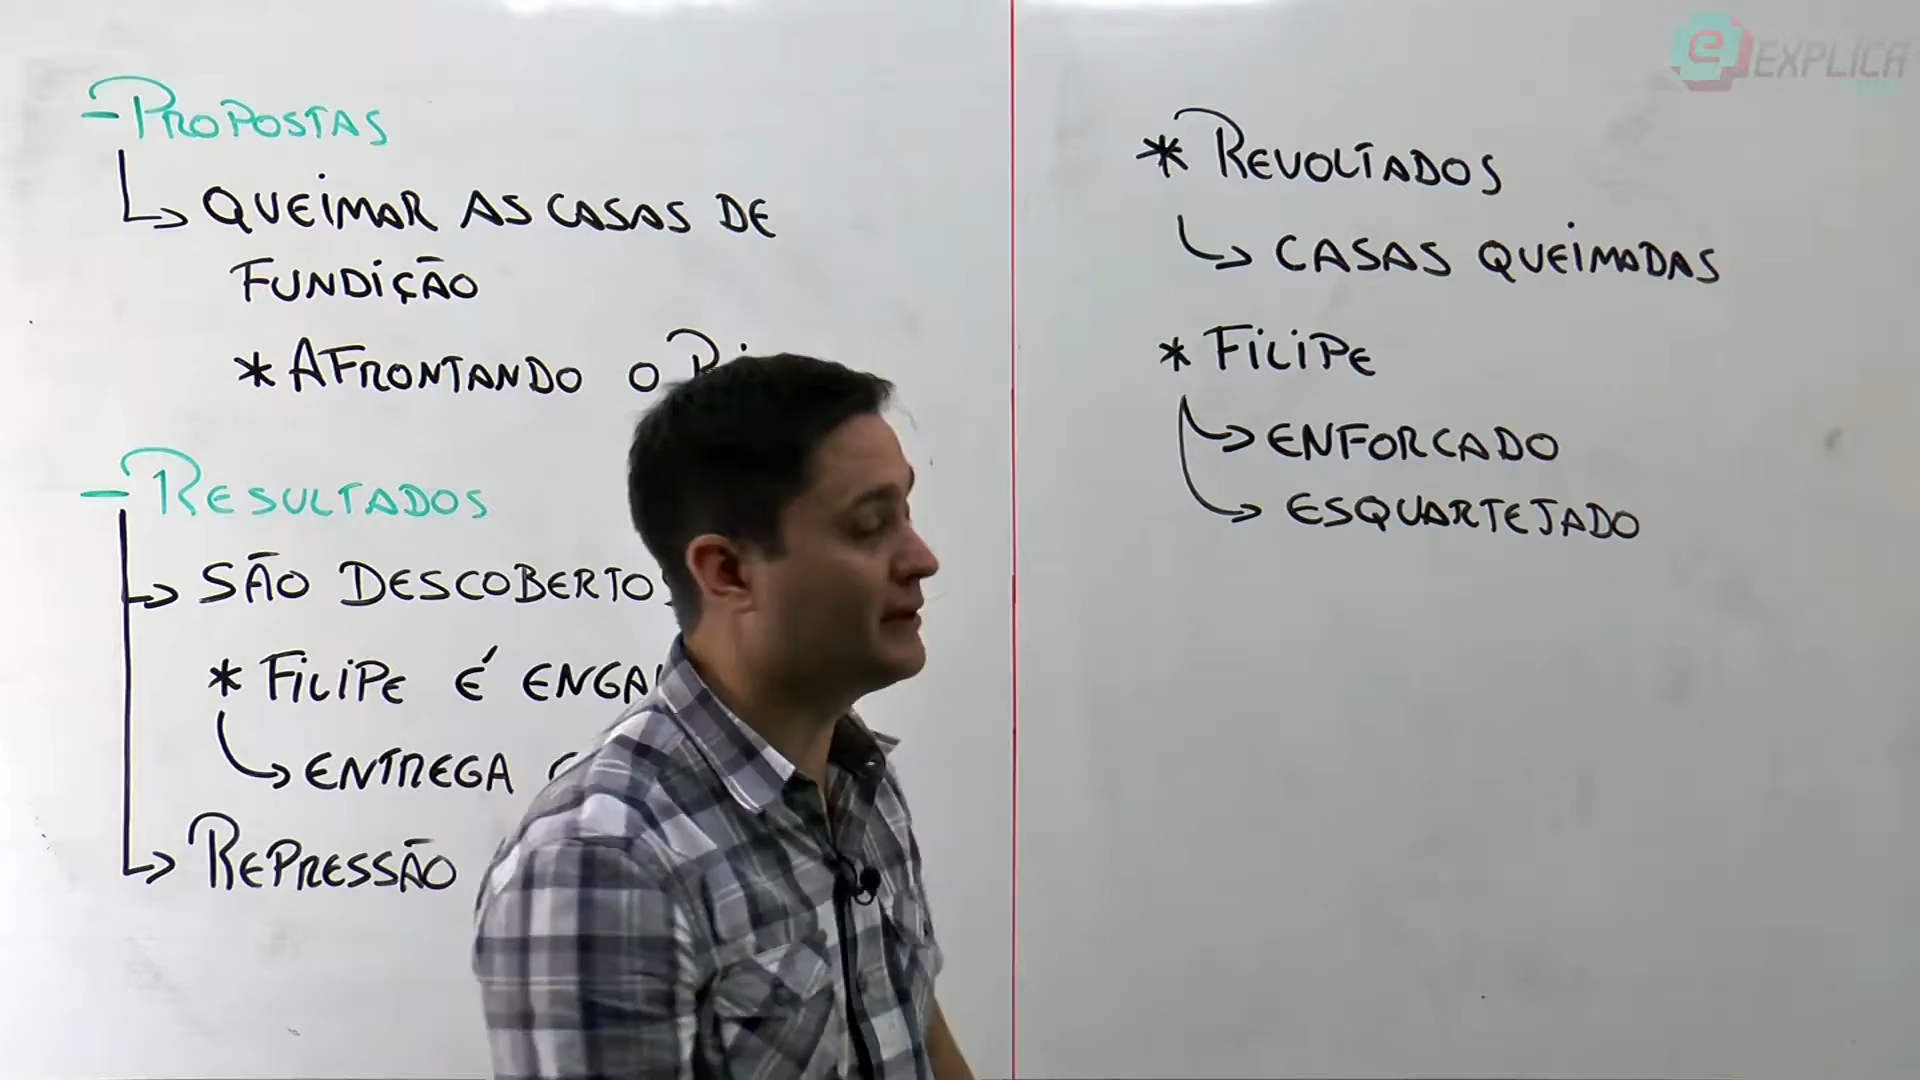 - PROPOSTAS
QUEIMAR AS CASAS DE
FUNDIÇÃO
* AFRONTANDO O
- RESULTADOS
SÃO DESCOBERTOS
* FILIPE É
ENTREGA
REPRESSÃO
* REVOLTADOS
CASAS QUEIMADAS
* FILIPE
ENFORCADO
ESQUARTEJADO
EXPLICA